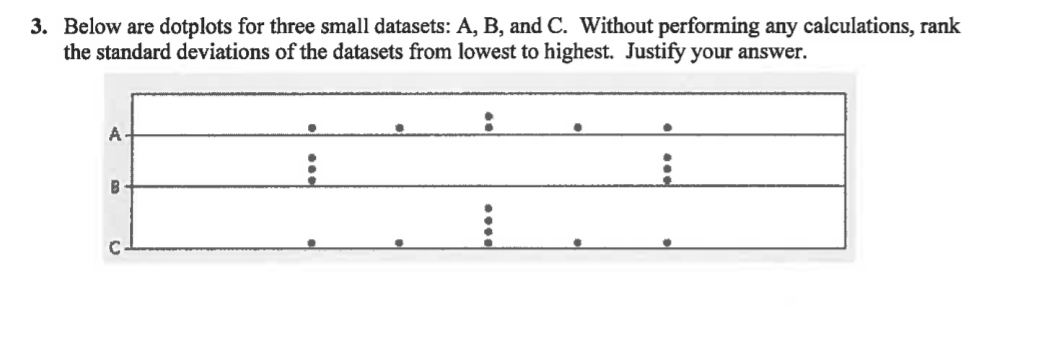 3. Below are dotplots for three small datasets: A, B, and C. Without performing any calculations, rank
the standard deviations of the datasets from lowest to highest. Justify your answer.
A
B
C